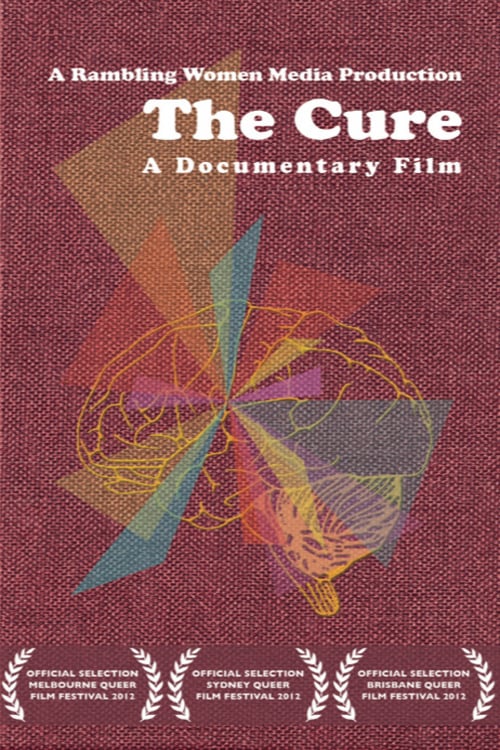 A Rambling Women Media Production
The Cure
A Documentary Film
OFFICIAL SELECTION
MELBOURNE QUEER
FILM FESTIVAL 2012
OFFICIAL SELECTION
SYDNEY QUEER
FILM FESTIVAL 2012
OFFICIAL SELECTION
BRISBANE QUEER
FILM FESTIVAL 2012